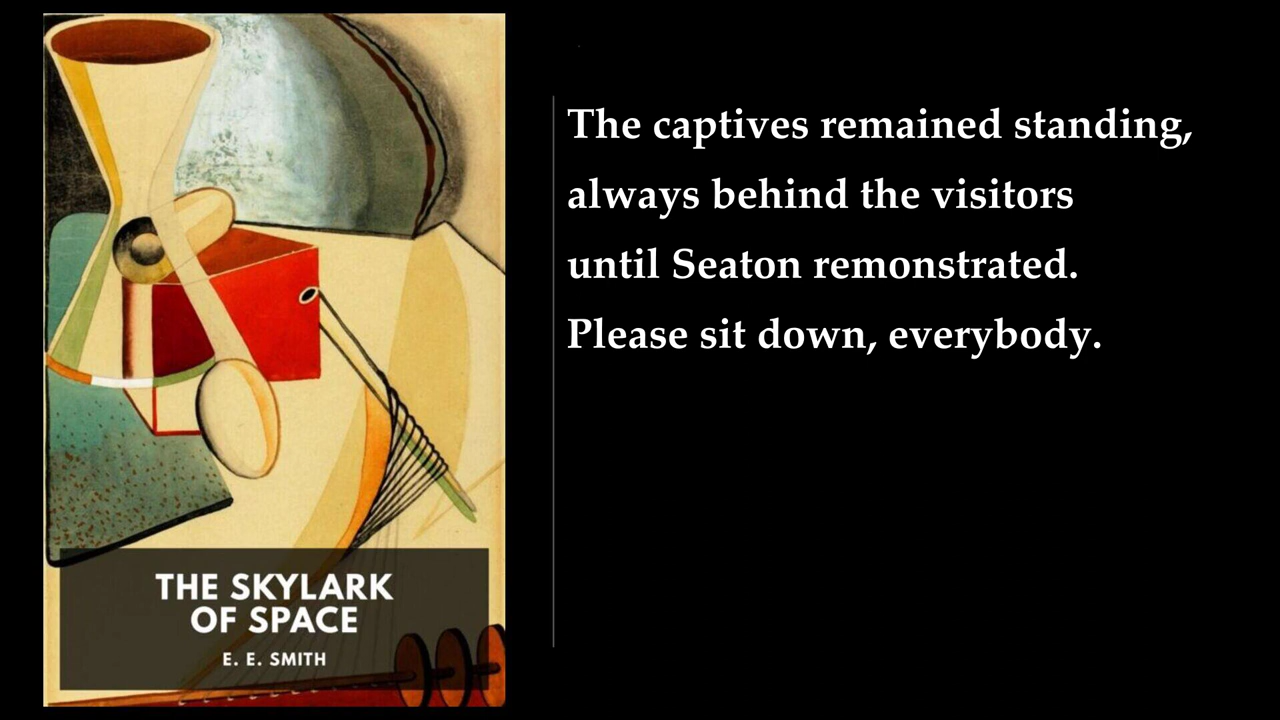 The captives remained standing,
always behind the visitors
until Seaton remonstrated.
Please sit down, everybody.
THE SKYLARK
OF SPACE
E. E. SMITH